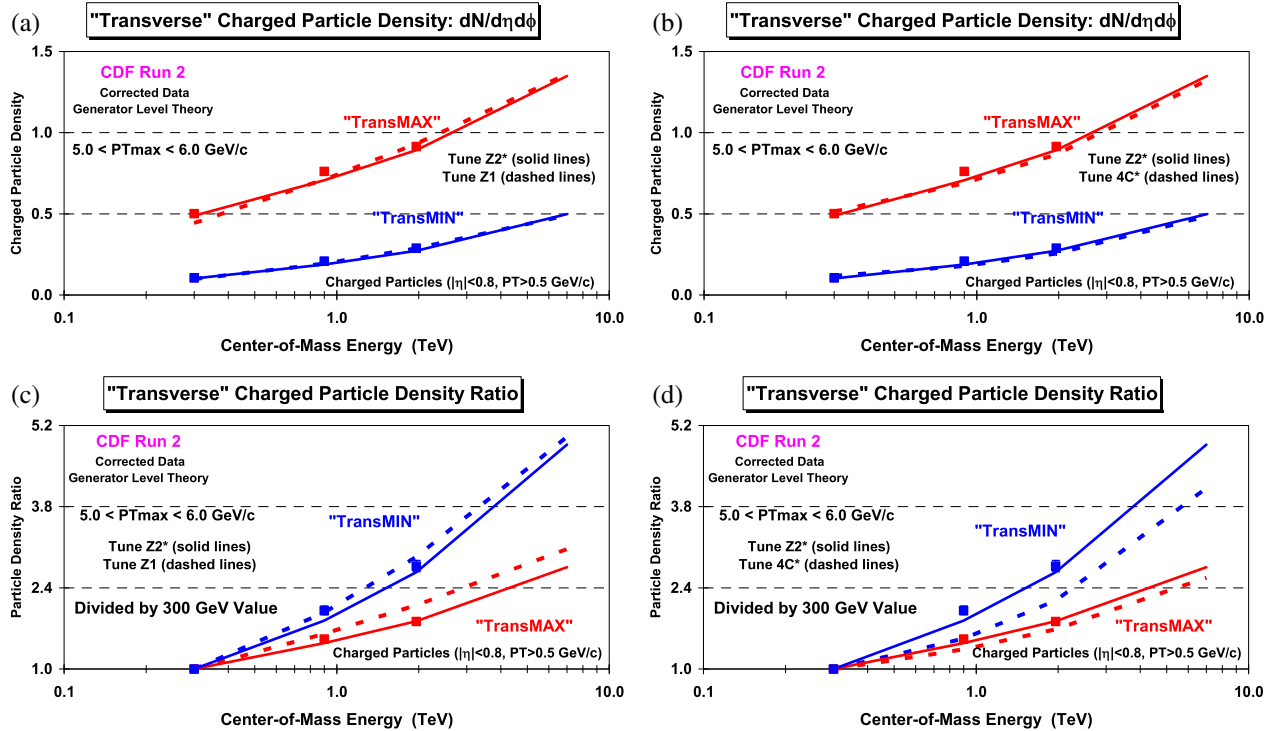 (a)
"Transverse" Charged Particle Density: dN/dηdφ
1.5
1.0
0.5
0.0
Charged Particle Density
CDF Run 2
Corrected Data
Generator Level Theory
5.0 < PTmax < 6.0 GeV/c
"TransMAX"
Tune Z2* (solid lines)
Tune Z1 (dashed lines)
"TransMIN"
Charged Particles (|η|<0.8, PT>0.5 GeV/c)
0.1
1.0
10.0
Center-of-Mass Energy (TeV)
(b)
"Transverse" Charged Particle Density: dN/dηdφ
1.5
1.0
0.5
0.0
Charged Particle Density
CDF Run 2
Corrected Data
Generator Level Theory
5.0 < PTmax < 6.0 GeV/c
"TransMAX"
Tune Z2* (solid lines)
Tune 4C* (dashed lines)
"TransMIN"
Charged Particles (|η|<0.8, PT>0.5 GeV/c)
0.1
1.0
10.0
Center-of-Mass Energy (TeV)
(c)
"Transverse" Charged Particle Density Ratio
5.2
3.8
2.4
1.0
Particle Density Ratio
CDF Run 2
Corrected Data
Generator Level Theory
5.0 < PTmax < 6.0 GeV/c
"TransMIN"
Tune Z2* (solid lines)
Tune Z1 (dashed lines)
Divided by 300 GeV Value
"TransMAX"
Charged Particles (|η|<0.8, PT>0.5 GeV/c)
0.1
1.0
10.0
Center-of-Mass Energy (TeV)
(d)
"Transverse" Charged Particle Density Ratio
5.2
3.8
2.4
1.0
Particle Density Ratio
CDF Run 2
Corrected Data
Generator Level Theory
5.0 < PTmax < 6.0 GeV/c
"TransMIN"
Tune Z2* (solid lines)
Tune 4C* (dashed lines)
Divided by 300 GeV Value
"TransMAX"
Charged Particles (|η|<0.8, PT>0.5 GeV/c)
0.1
1.0
10.0
Center-of-Mass Energy (TeV)